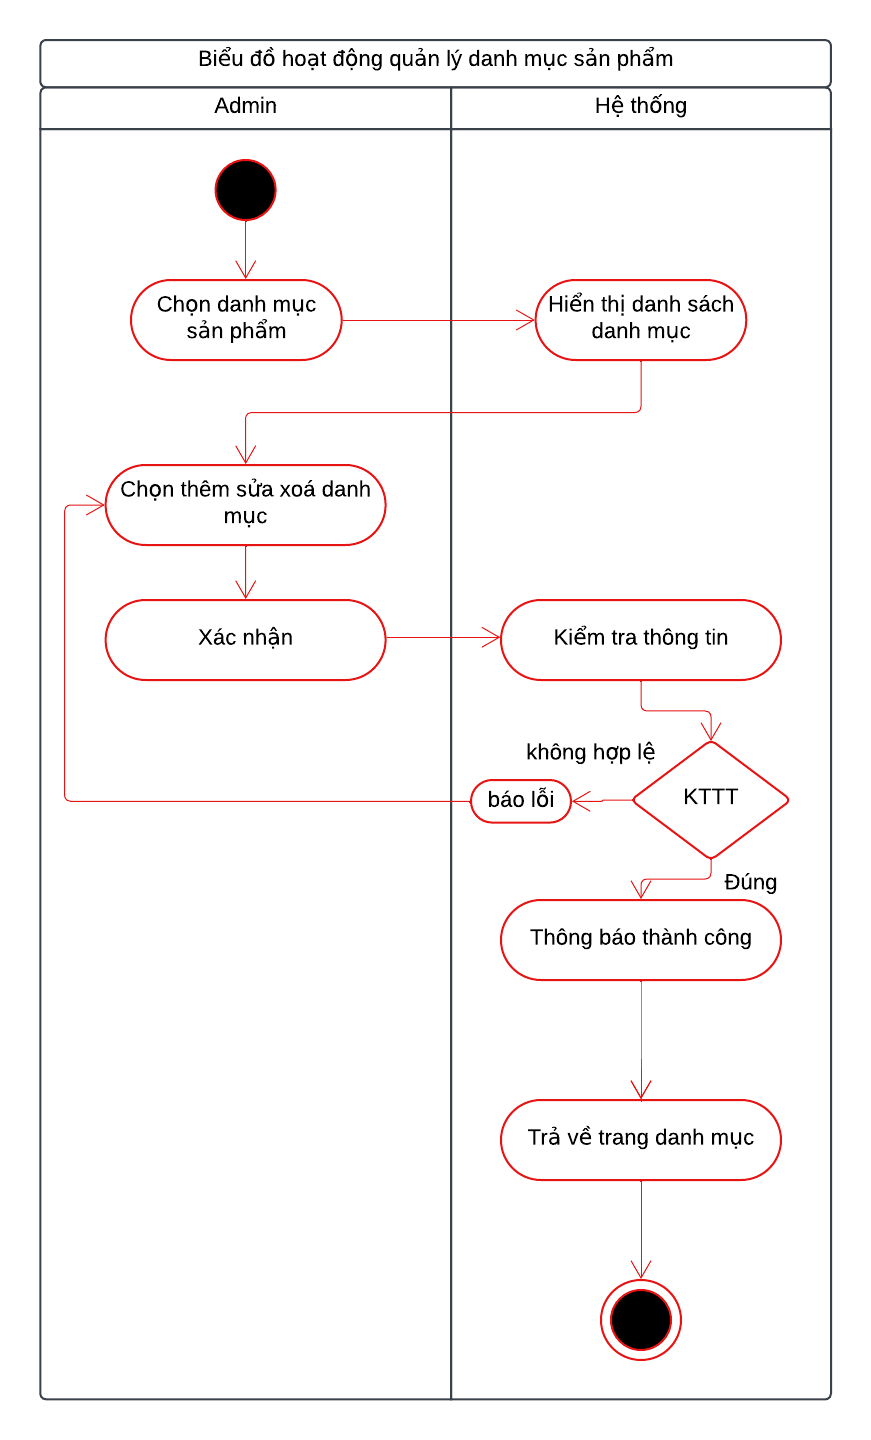 Biểu đồ hoạt động quản lý danh mục sản phẩm
Admin
Hệ thống
Chọn danh mục
sản phẩm
Hiển thị danh sách
danh mục
Chọn thêm sửa xoá danh
mục
Xác nhận
Kiểm tra thông tin
không hợp lệ
báo lỗi
KTTT
Đúng
Thông báo thành công
Trả về trang danh mục